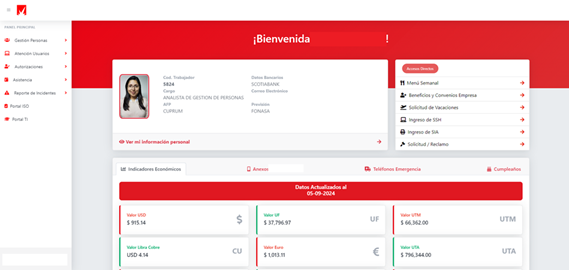 PANEL PRINCIPAL
Gestión Personas
Atención Usuarios
Autorizaciones
Asistencia
Reporte de Incidentes
Portal ISO
Portal TI
¡Bienvenida !
Cod. Trabajador
5824
Cargo
ANALISTA DE GESTION DE PERSONAS
AFP
CUPRUM
Datos Bancarios
SCOTIABANK
Correo Electrónico
Previsión
FONASA
Ver mi información personal
Accesos Directos
Menú Semanal
Beneficios y Convenios Empresa
Solicitud de Vacaciones
Ingreso de SSH
Ingreso de SIA
Solicitud / Reclamo
Indicadores Económicos
Anexos
Teléfonos Emergencia
Cumpleaños
Datos Actualizados al
05-09-2024
Valor USD
$ 915.14
$
Valor UF
$ 37,796.97
UF
Valor UTM
$ 66,362.00
UTM
Valor Libra Cobre
USD 4.14
CU
Valor Euro
$ 1,013.11
€
Valor UTA
$ 796,344.00
UTA